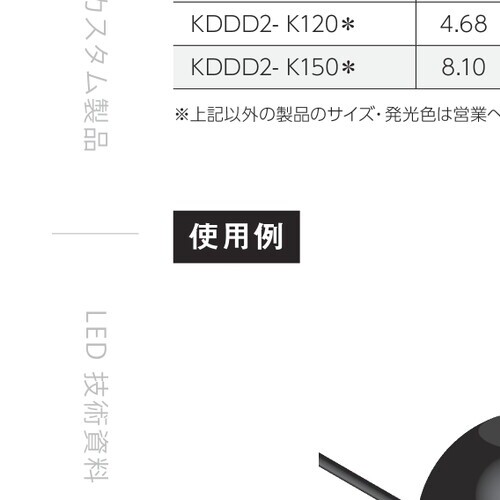 KDDD2- K120＊ 4.68
KDDD2- K150＊ 8.10
※上記以外の製品のサイズ・発光色は営業へ
使用例
カスタム製品
LED 技術資料